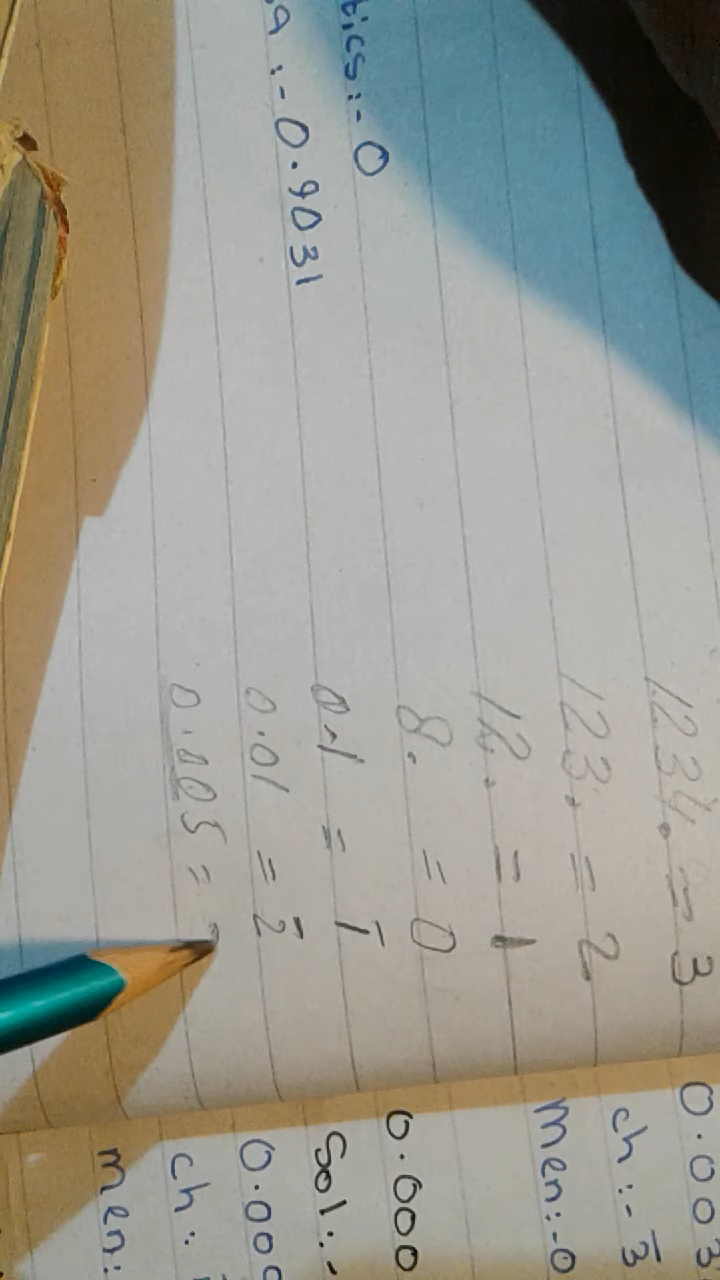 tics:- 0
a :- 0.9031
1234. = 3
123. = 2
12. = 1
8. = 0
0.1 = 1̅
0.01 = 2̅
0.005 =
0.003
ch:- 3̅
men:- 0
0.000
Sol:-
0.000
ch:
men: